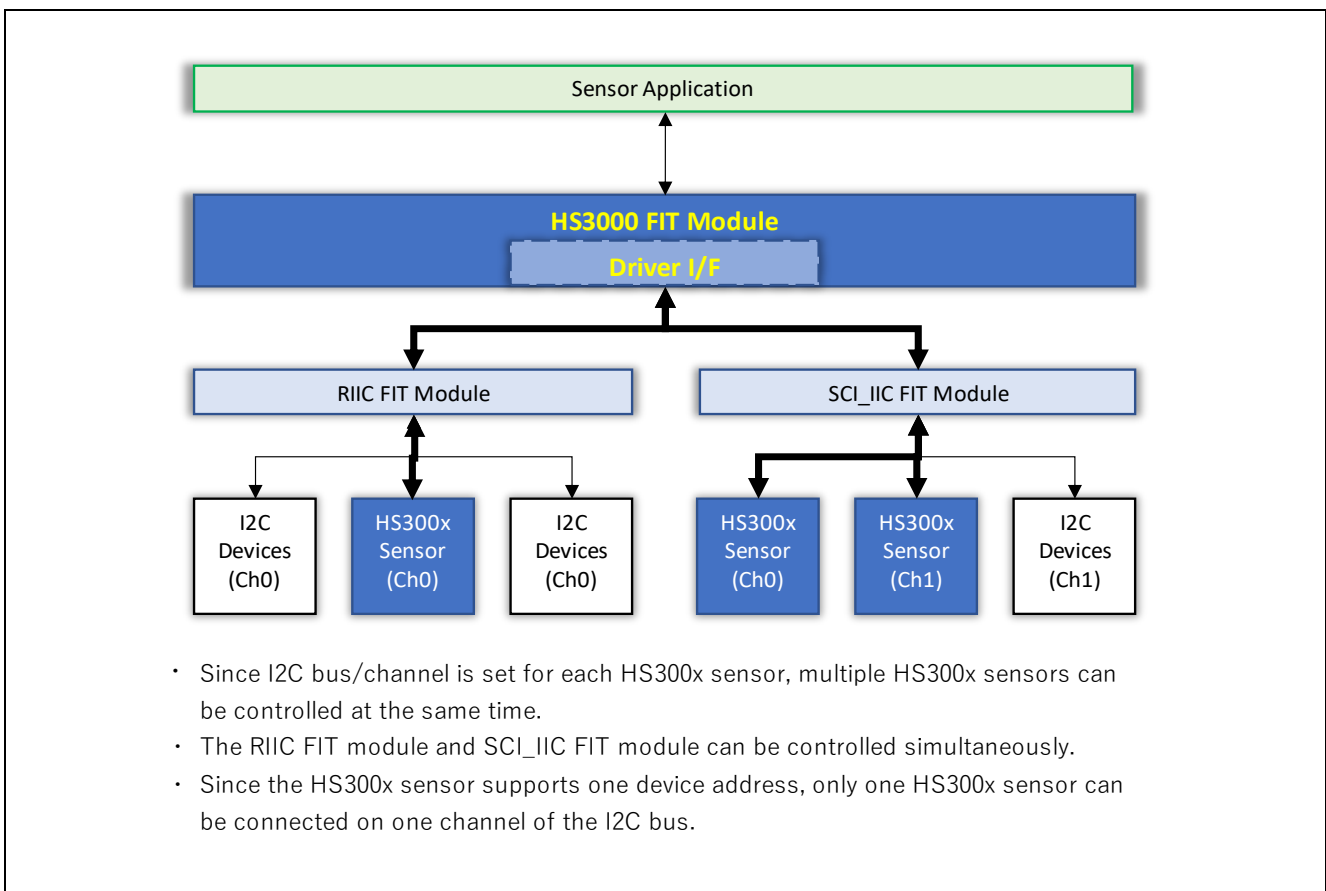 Sensor Application
HS3000 FIT Module
Driver I/F
RIIC FIT Module
SCI_IIC FIT Module
I2C
Devices
(Ch0)
HS300x
Sensor
(Ch0)
I2C
Devices
(Ch0)
HS300x
Sensor
(Ch0)
HS300x
Sensor
(Ch1)
I2C
Devices
(Ch1)
・ Since I2C bus/channel is set for each HS300x sensor, multiple HS300x sensors can
be controlled at the same time.
・ The RIIC FIT module and SCI_IIC FIT module can be controlled simultaneously.
・ Since the HS300x sensor supports one device address, only one HS300x sensor can
be connected on one channel of the I2C bus.